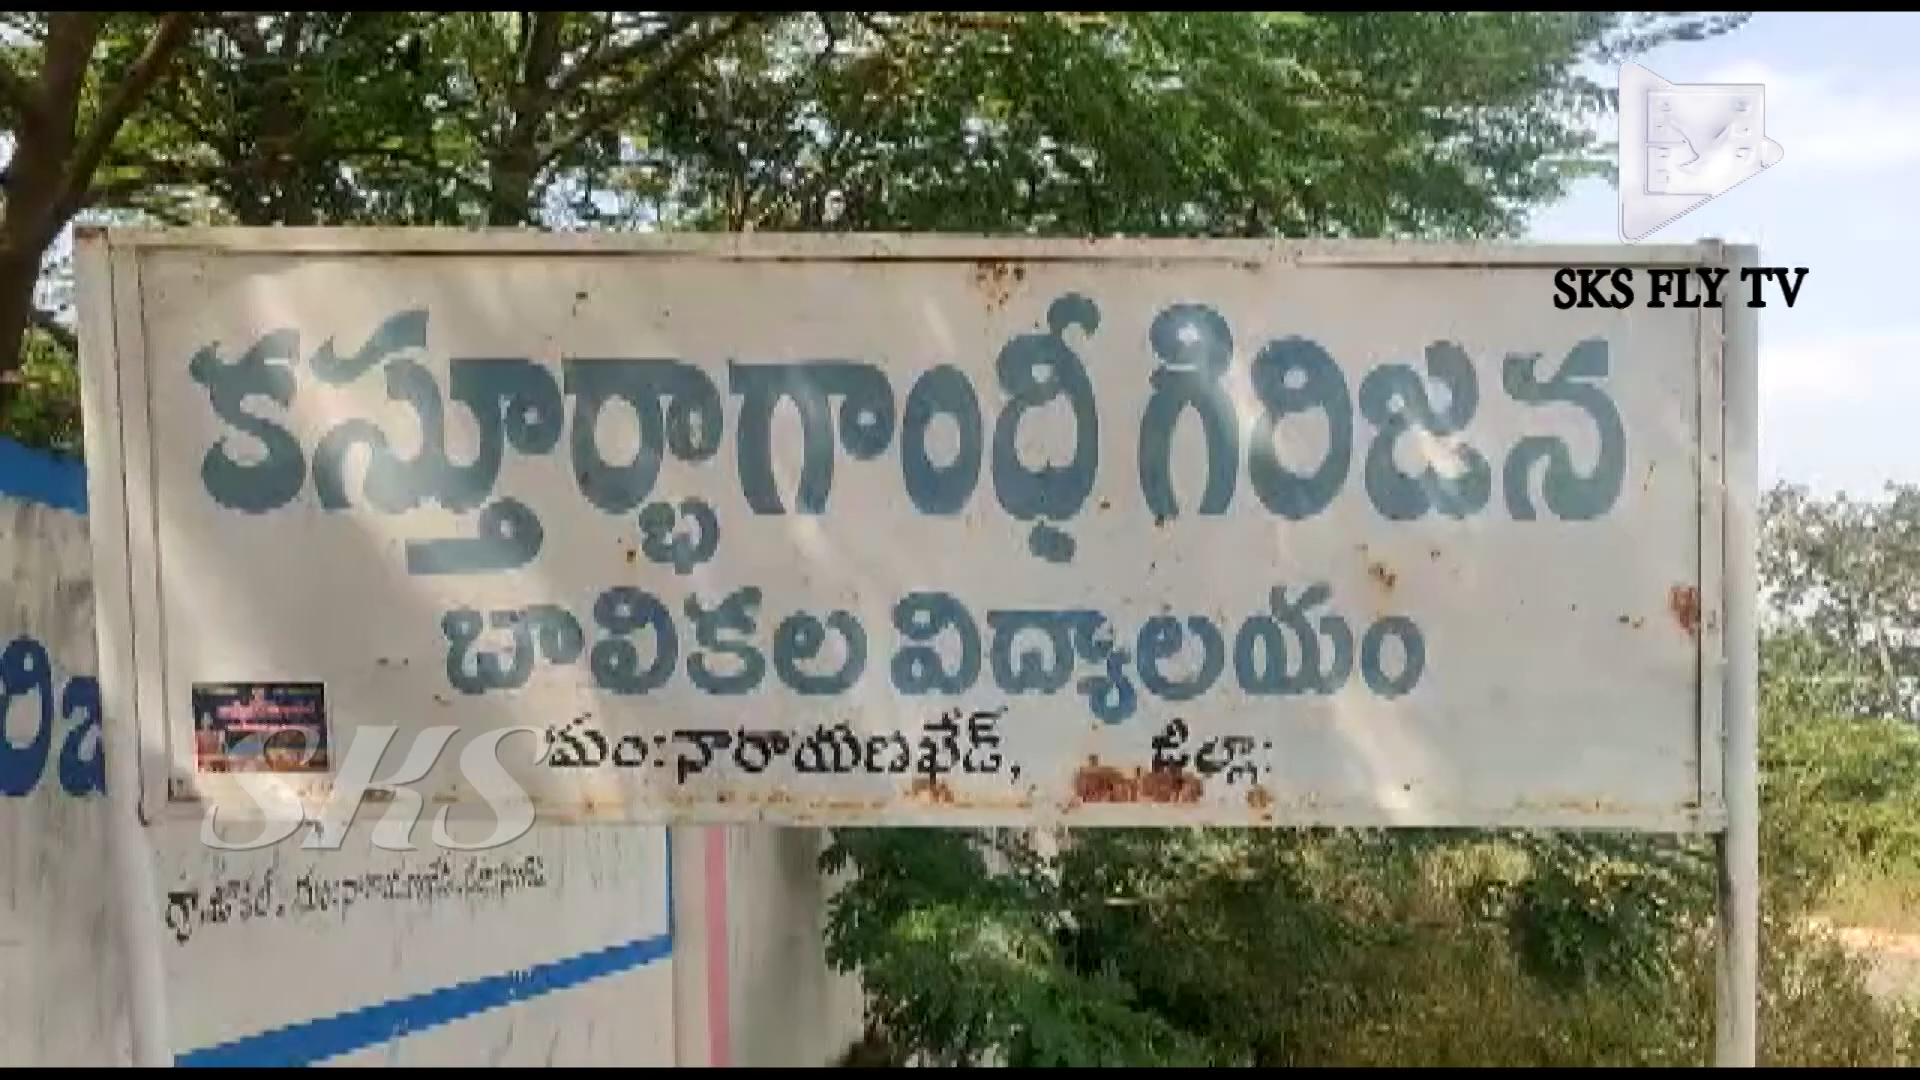 SKS FLY TV
కస్తూర్భాగాంధీ గిరిజన
బాలికల విద్యాలయం
మం:నారాయణఖేడ్, జిల్లా:
SKS